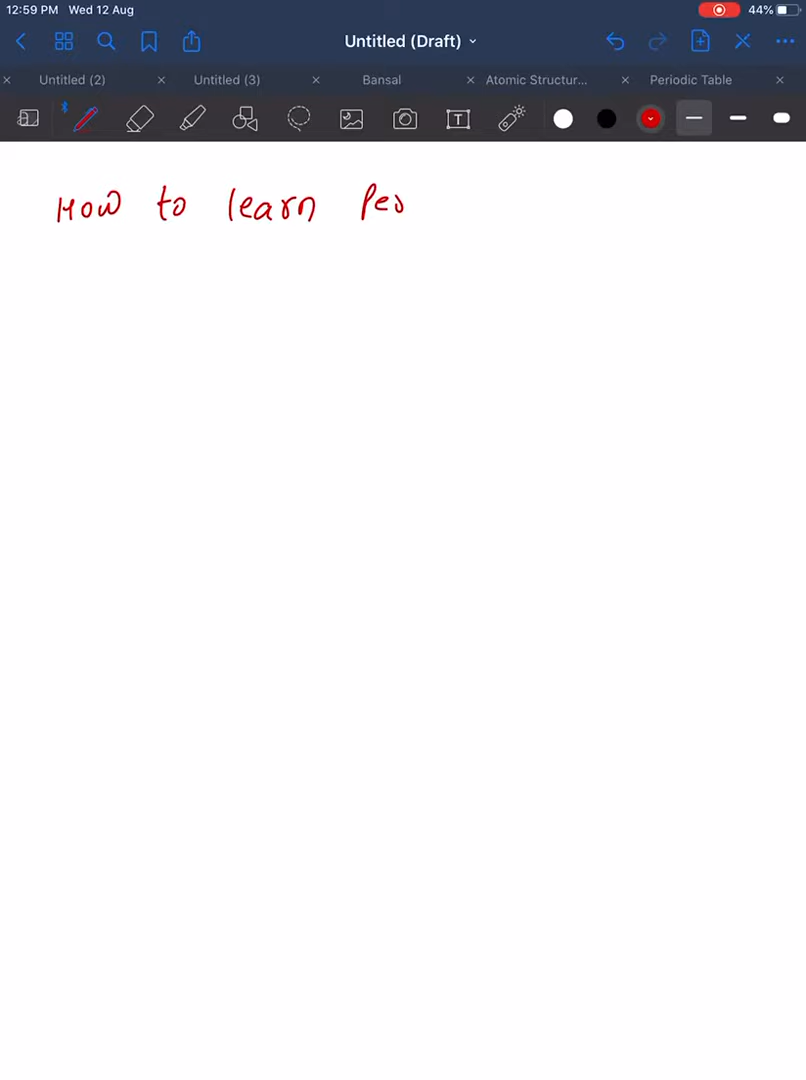 12:59 PM Wed 12 Aug 44%
Untitled (Draft)
Untitled (2) Untitled (3) Bansal Atomic Structur... Periodic Table
T
How to learn Pe